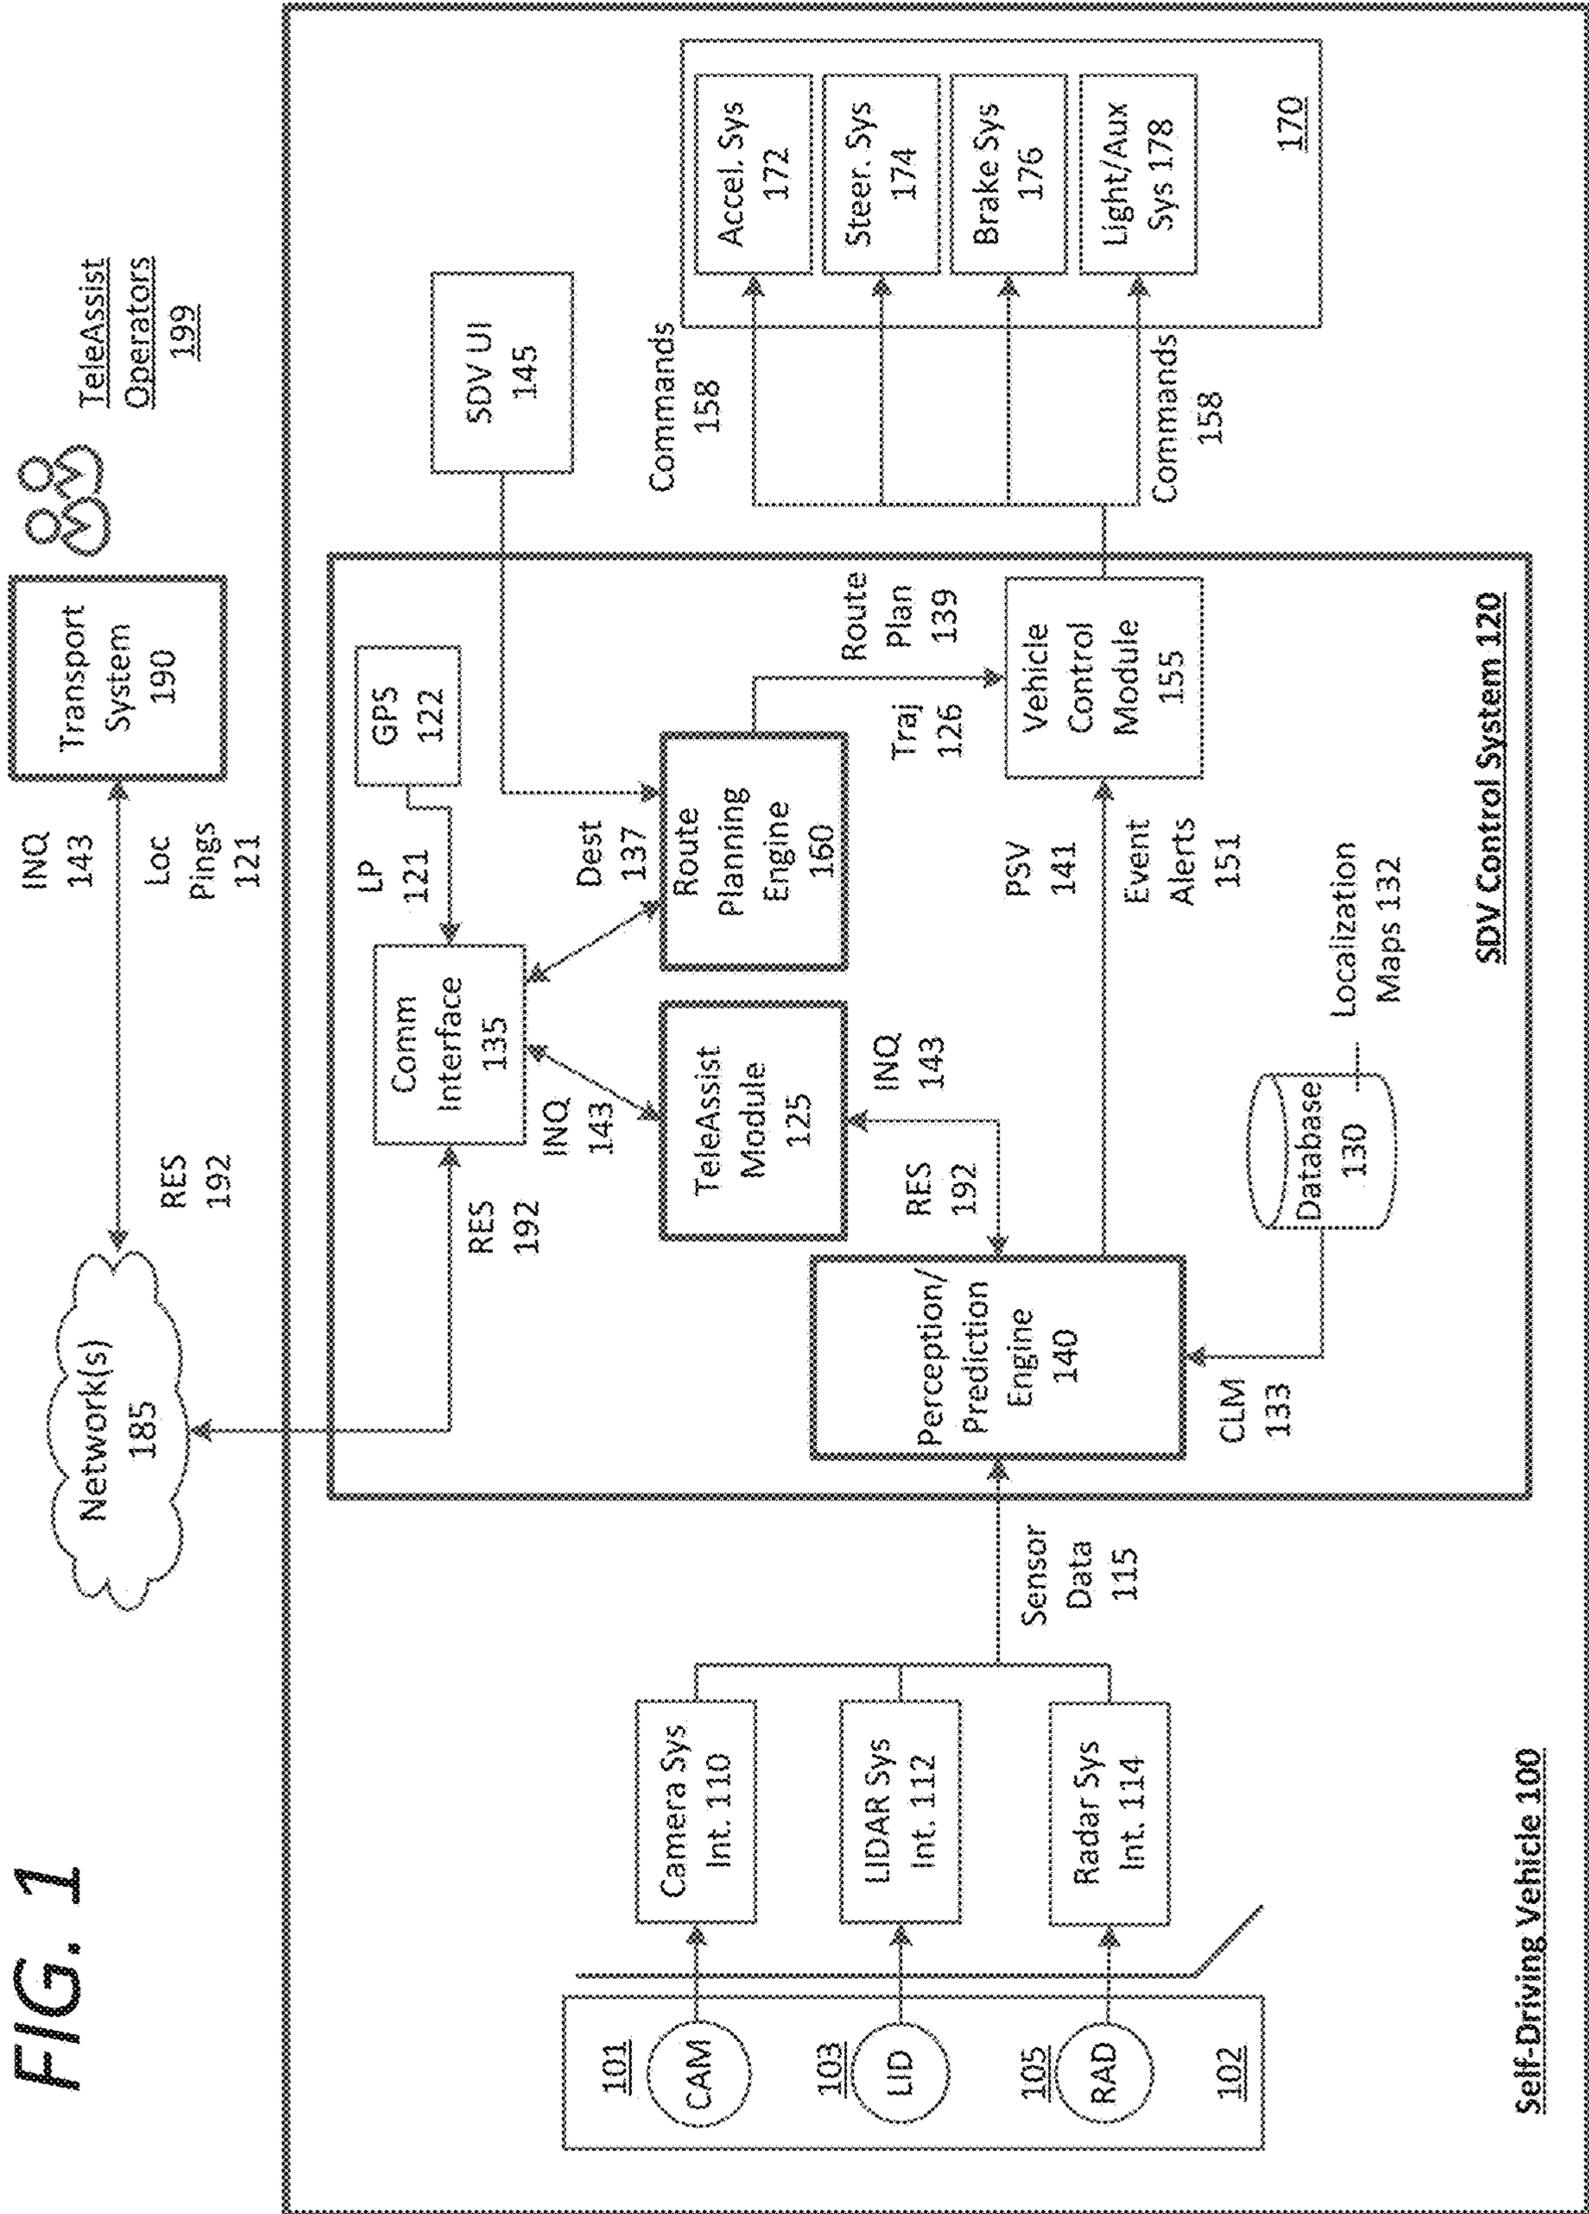 FIG. 1
Network(s)
185
INQ
143
Loc
Pings
121
RES
192
Transport
System
190
TeleAssist
Operators
199
101
CAM
103
LID
105
RAD
102
Camera Sys
Int. 110
LIDAR Sys
Int. 112
Radar Sys
Int. 114
Sensor
Data
115
RES
192
Comm
Interface
135
LP
121
GPS
122
INQ
143
Dest
137
TeleAssist
Module
125
Route
Planning
Engine
160
RES
192
INQ
143
Traj
126
Route
Plan
139
Perception/
Prediction
Engine
140
PSV
141
Event
Alerts
151
Vehicle
Control
Module
155
CLM
133
Database
130
Localization
Maps 132
SDV Control System 120
SDV UI
145
Commands
158
Commands
158
Accel. Sys
172
Steer. Sys
174
Brake Sys
176
Light/Aux
Sys 178
170
Self-Driving Vehicle 100